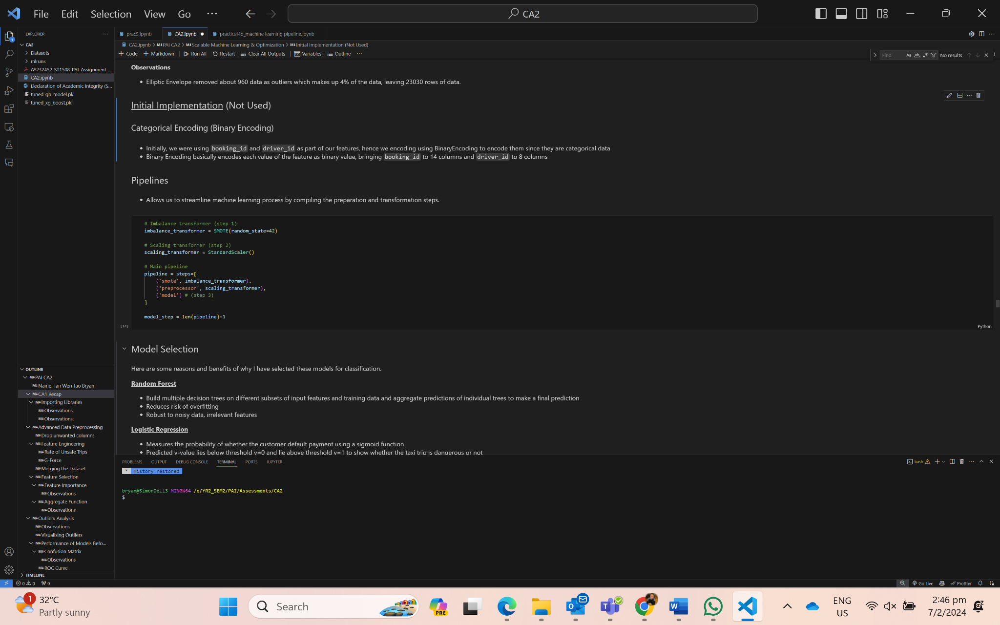 File Edit Selection View Go ···
CA2
EXPLORER ···
CA2
Datasets
mlruns
AY2324S2_ST1508_PAI_Assignment_...
CA2.ipynb
Declaration of Academic Integrity (S...
tuned_gb_model.pkl
tuned_xg_boost.pkl
OUTLINE
M↓PAI CA2
M↓Name: Tan Wen Tao Bryan
M↓CA1 Recap
M↓Importing Libraries
M↓Observations
M↓Observations:
M↓Advanced Data Preprocessing
M↓Drop unwanted columns
M↓Feature Engineering
M↓Rate of Unsafe Trips
M↓G-Force
M↓Merging the Dataset
M↓Feature Selection
M↓Feature Importance
M↓Observations
M↓Aggregate Function
M↓Observations
M↓Outliers Analysis
M↓Observations
M↓Visualising Outliers
M↓Performance of Models Befo...
M↓Confusion Matrix
M↓Observations
M↓ROC Curve
TIMELINE
prac5.ipynb CA2.ipynb practical4b_machine learning pipeline.ipynb
CA2.ipynb > M↓PAI CA2 > M↓Scalable Machine Learning & Optimization > M↓Initial Implementation (Not Used)
+ Code + Markdown Run All Restart Clear All Outputs Variables Outline ···
Find Aa ab No results
Observations
• Elliptic Envelope removed about 960 data as outliers which makes up 4% of the data, leaving 23030 rows of data.
Initial Implementation (Not Used)
Categorical Encoding (Binary Encoding)
• Initially, we were using booking_id and driver_id as part of our features, hence we encoding using BinaryEncoding to encode them since they are categorical data
• Binary Encoding basically encodes each value of the feature as binary value, bringing booking_id to 14 columns and driver_id to 8 columns
Pipelines
• Allows us to streamline machine learning process by compiling the preparation and transformation steps.
# Imbalance transformer (step 1)
imbalance_transformer = SMOTE(random_state=42)
# Scaling transformer (step 2)
scaling_transformer = StandardScaler()
# Main pipeline
pipeline = steps=[
('smote', imbalance_transformer),
('preprocessor', scaling_transformer),
('model') # (step 3)
]
model_step = len(pipeline)-1
[14] Python
Model Selection
Here are some reasons and benefits of why I have selected these models for classification.
Random Forest
• Build multiple decision trees on different subsets of input features and training data and aggregate predictions of individual trees to make a final prediction
• Reduces risk of overfitting
• Robust to noisy data, irrelevant features
Logistic Regression
• Measures the probability of whether the customer default payment using a sigmoid function
• Predicted y-value lies below threshold y=0 and lie above threshold y=1 to show whether the taxi trip is dangerous or not
PROBLEMS OUTPUT DEBUG CONSOLE TERMINAL PORTS JUPYTER
bash
* History restored
bryan@SimonDell3 MINGW64 /e/YR2_SEM2/PAI/Assessments/CA2
$
0 0 0 Go Live Prettier
1 32°C
Partly sunny
Search
PRE
ENG
US
2:46 pm
7/2/2024